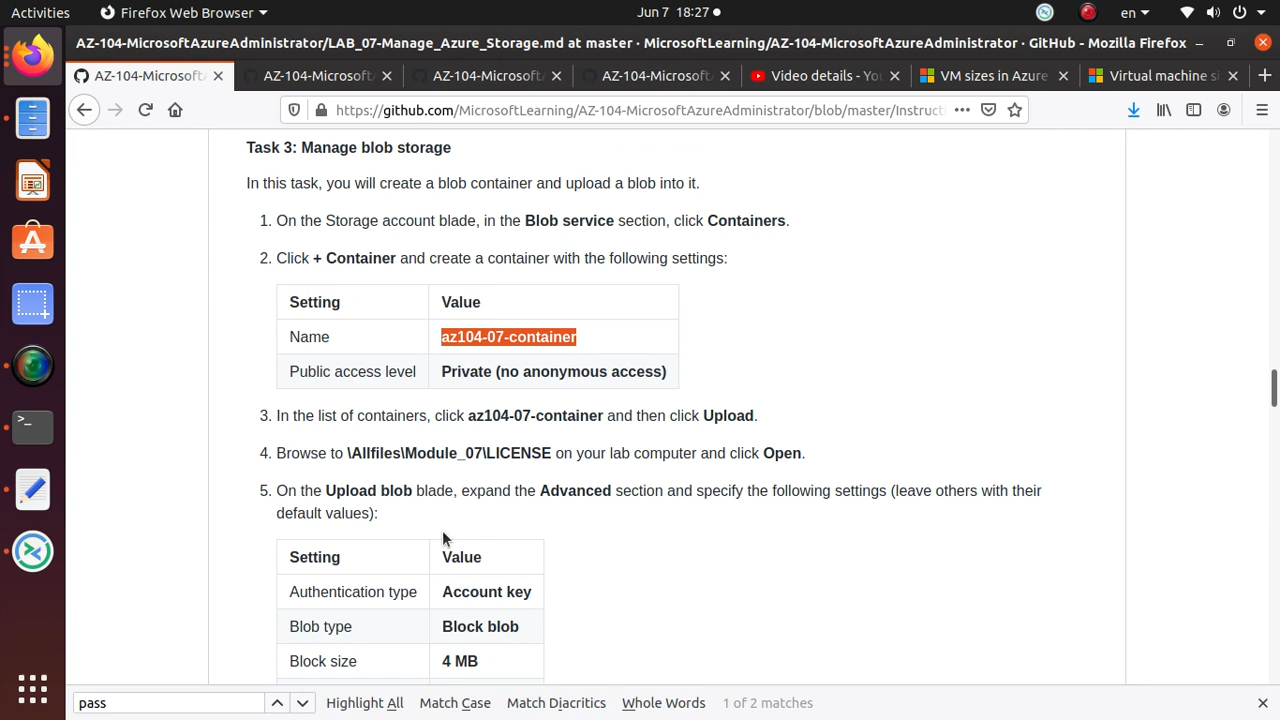 Activities
Firefox Web Browser
Jun 7 18:27
en
AZ-104-MicrosoftAzureAdministrator/LAB_07-Manage_Azure_Storage.md at master · MicrosoftLearning/AZ-104-MicrosoftAzureAdministrator · GitHub - Mozilla Firefox
AZ-104-Microsoft
AZ-104-Microsoft
AZ-104-Microsoft
AZ-104-Microsoft
Video details - You
VM sizes in Azure
Virtual machine si
https://github.com/MicrosoftLearning/AZ-104-MicrosoftAzureAdministrator/blob/master/Instruct
Task 3: Manage blob storage
In this task, you will create a blob container and upload a blob into it.
1. On the Storage account blade, in the Blob service section, click Containers.
2. Click + Container and create a container with the following settings:
Setting Value
Name az104-07-container
Public access level Private (no anonymous access)
3. In the list of containers, click az104-07-container and then click Upload.
4. Browse to \Allfiles\Module_07\LICENSE on your lab computer and click Open.
5. On the Upload blob blade, expand the Advanced section and specify the following settings (leave others with their
default values):
Setting Value
Authentication type Account key
Blob type Block blob
Block size 4 MB
pass
Highlight All
Match Case
Match Diacritics
Whole Words
1 of 2 matches